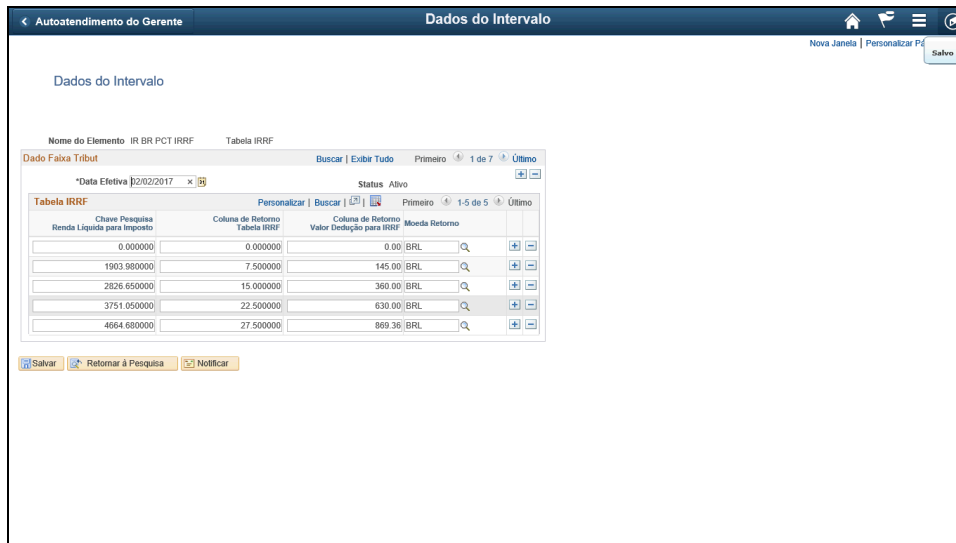 Autoatendimento do Gerente Dados do Intervalo
Nova Janela | Personalizar Pá
Salvo
Dados do Intervalo
Nome do Elemento IR BR PCT IRRF Tabela IRRF
Dado Faixa Tribut Buscar | Exibir Tudo Primeiro 1 de 7 Último
*Data Efetiva 02/02/2017 Status Ativo
Tabela IRRF Personalizar | Buscar | Primeiro 1-5 de 5 Último
Chave Pesquisa Coluna de Retorno Coluna de Retorno Moeda Retorno
Renda Líquida para Imposto Tabela IRRF Valor Dedução para IRRF
0.000000 0.000000 0.00 BRL
1903.980000 7.500000 145.00 BRL
2826.650000 15.000000 360.00 BRL
3751.050000 22.500000 630.00 BRL
4664.680000 27.500000 869.36 BRL
Salvar Retornar à Pesquisa Notificar